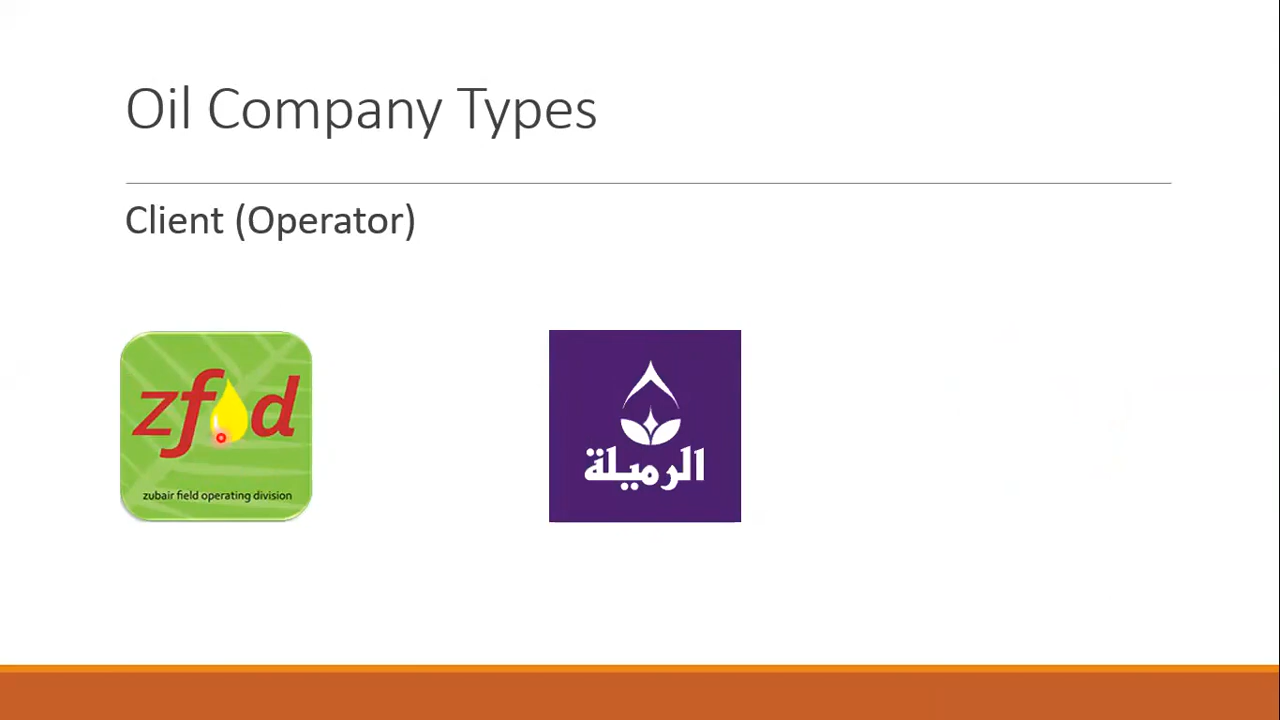 Oil Company Types
Client (Operator)
zfod
zubair field operating division
الرميلة